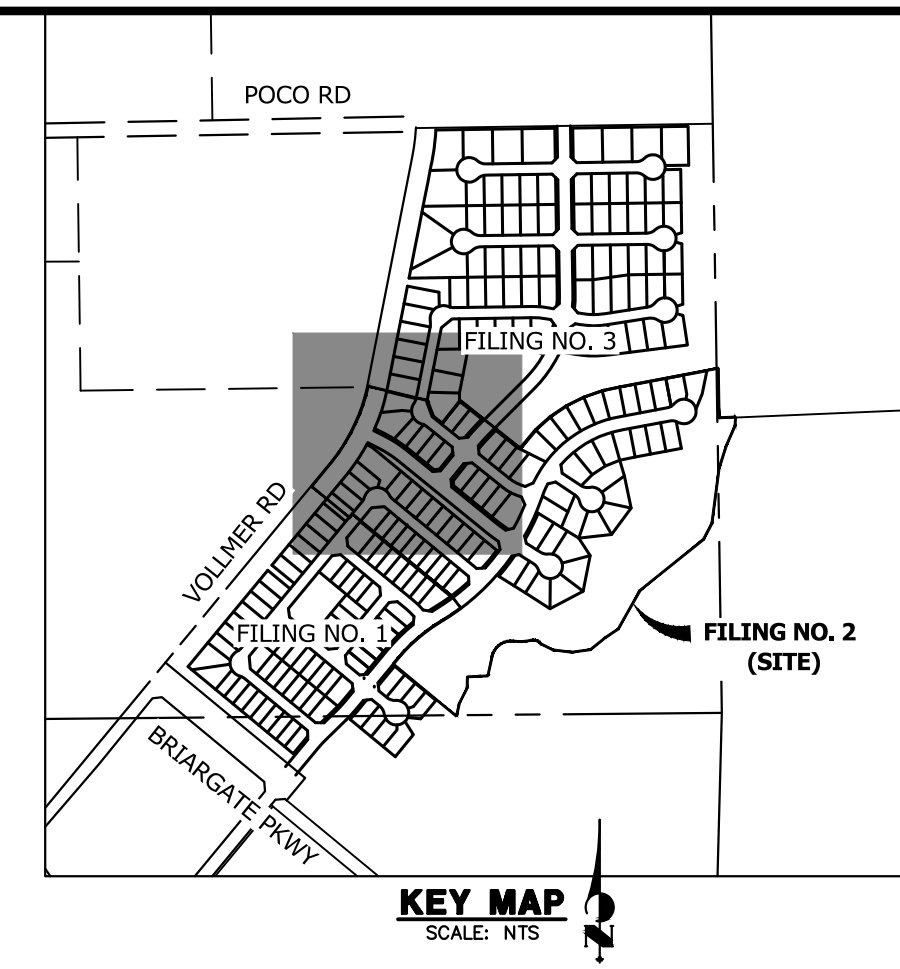 POCO RD
FILING NO. 3
VOLLMER RD
FILING NO. 1
FILING NO. 2
(SITE)
BRIARGATE PKWY
KEY MAP
SCALE: NTS
N